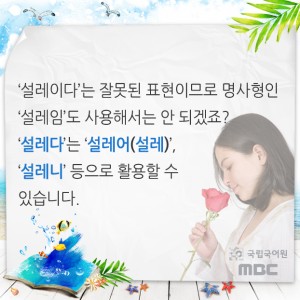 ‘설레이다’는 잘못된 표현이므로 명사형인
‘설레임’도 사용해서는 안 되겠죠?
‘설레다’는 ‘설레어(설레)’,
‘설레니’ 등으로 활용할 수
있습니다.
국립국어원
MBC